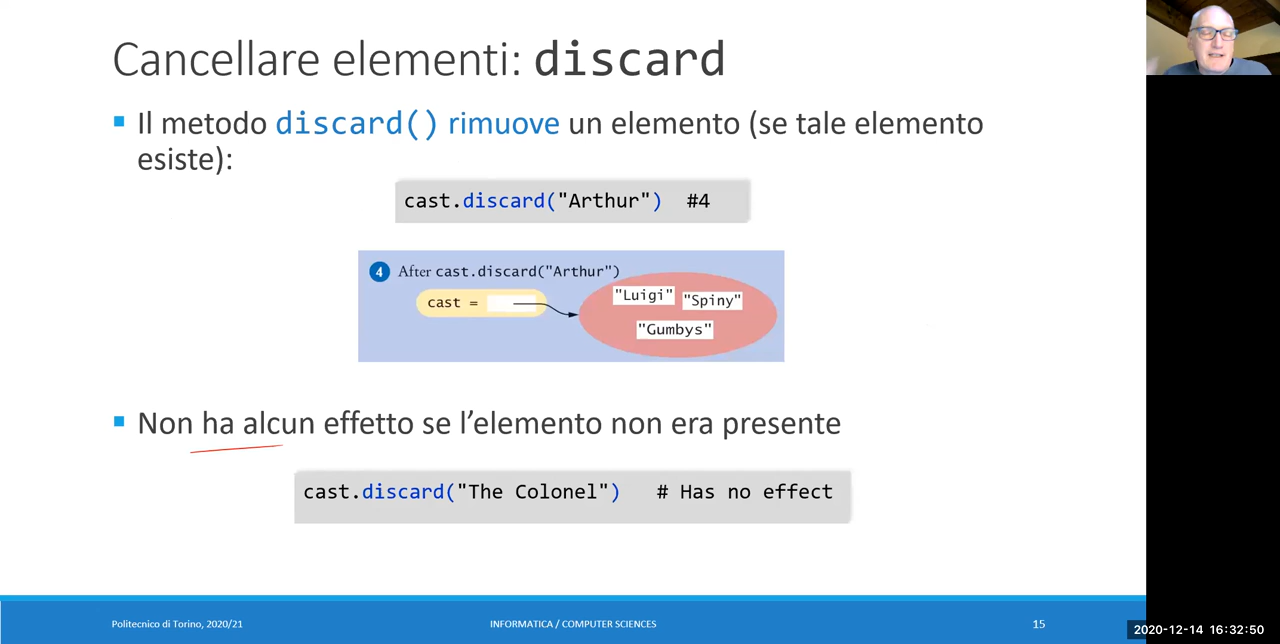 Cancellare elementi: discard
Il metodo discard() rimuove un elemento (se tale elemento
esiste):
cast.discard("Arthur")  #4
4 After cast.discard("Arthur")
cast =
"Luigi" "Spiny"
"Gumbys"
Non ha alcun effetto se l’elemento non era presente
cast.discard("The Colonel")   # Has no effect
Politecnico di Torino, 2020/21 INFORMATICA / COMPUTER SCIENCES 15
2020-12-14 16:32:50